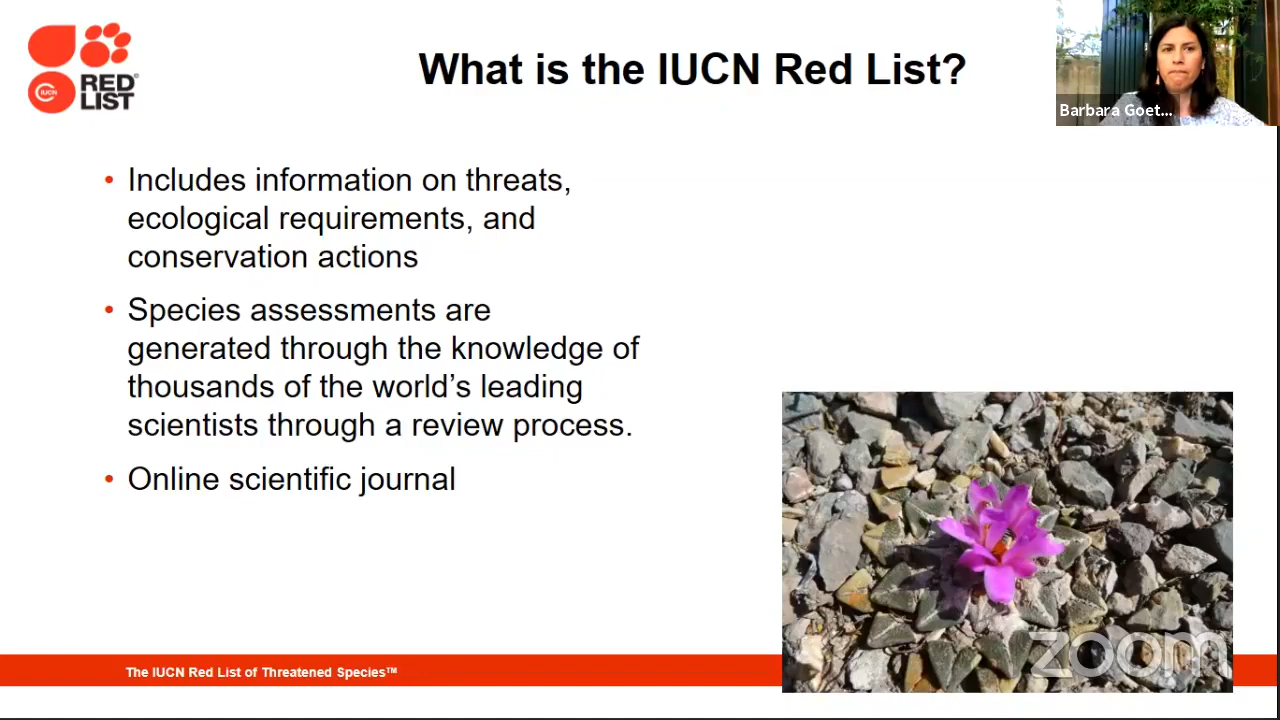 IUCN
RED
LIST
What is the IUCN Red List?
Barbara Goet...
• Includes information on threats,
ecological requirements, and
conservation actions
• Species assessments are
generated through the knowledge of
thousands of the world’s leading
scientists through a review process.
• Online scientific journal
The IUCN Red List of Threatened Species™
zoom